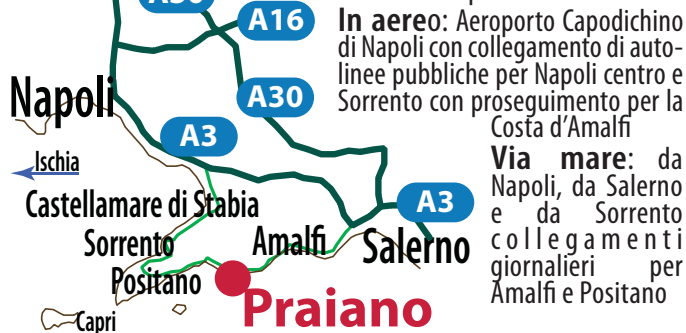 A16
In aereo: Aeroporto Capodichino
di Napoli con collegamento di auto-
linee pubbliche per Napoli centro e
Sorrento con proseguimento per la
Costa d'Amalfi
Via mare: da
Napoli, da Salerno
e da Sorrento
collegamenti
giornalieri per
Amalfi e Positano
A30
Napoli
A3
Ischia
Castellamare di Stabia
A3
Sorrento
Amalfi
Salerno
Positano
Praiano
Capri